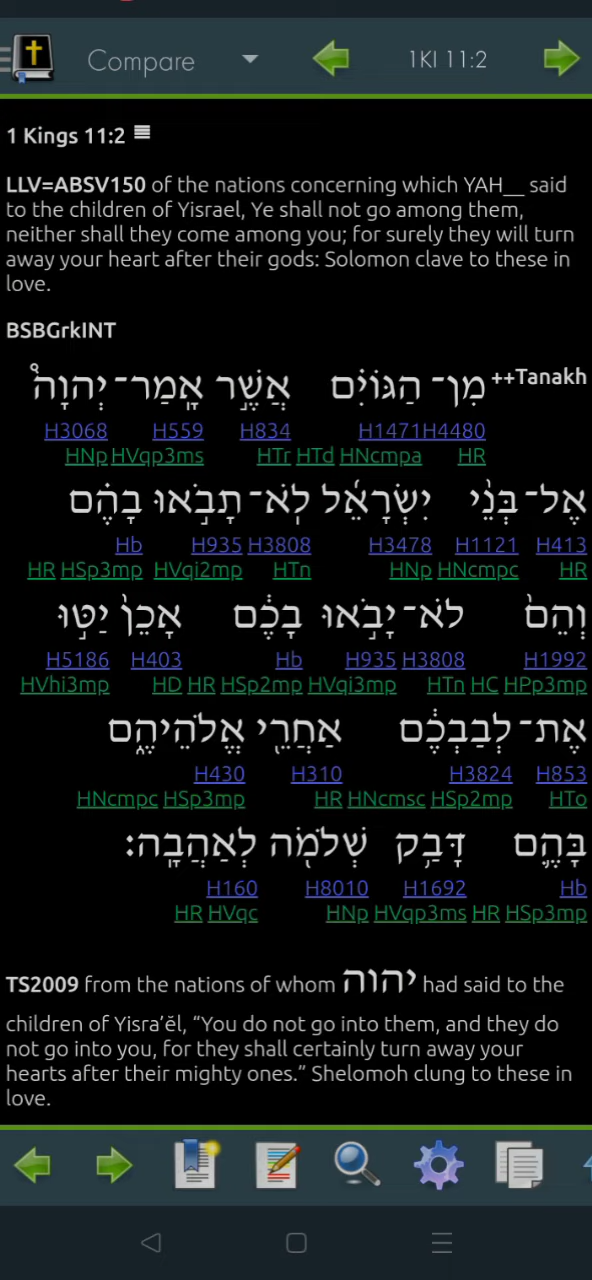 Compare
1KI 11:2
1 Kings 11:2
LLV=ABSV150 of the nations concerning which YAH__ said
to the children of Yisrael, Ye shall not go among them,
neither shall they come among you; for surely they will turn
away your heart after their gods: Solomon clave to these in
love.
BSBGrkINT
++Tanakh מִן־ הַגּוֹיִ֗ם אֲשֶׁ֣ר אָֽמַר־ יְהוָה֩
H3068 H559 H834 H1471 H4480
HNp HVqp3ms HTr HTd HNcmpa HR
אֶל־ בְּנֵ֨י יִשְׂרָאֵ֜ל לֹֽא־ תָבֹ֣אוּ בָהֶ֗ם
Hb H935 H3808 H3478 H1121 H413
HR HSp3mp HVqi2mp HTn HNp HNcmpc HR
וְהֵם֙ לֹא־ יָבֹ֣אוּ בָכֶ֔ם אָכֵן֙ יַטּ֣וּ
H5186 H403 Hb H935 H3808 H1992
HVhi3mp HD HR HSp2mp HVqi3mp HTn HC HPp3mp
אֶת־ לְבַבְכֶ֔ם אַחֲרֵ֖י אֱלֹהֵיהֶ֑ם
H430 H310 H3824 H853
HNcmpc HSp3mp HR HNcmsc HSp2mp HTo
בָּהֶ֛ם דָּבַ֥ק שְׁלֹמֹ֖ה לְאַהֲבָֽה׃
H160 H8010 H1692 Hb
HR HVqc HNp HVqp3ms HR HSp3mp
TS2009 from the nations of whom יהוה had said to the
children of Yisra’ĕl, “You do not go into them, and they do
not go into you, for they shall certainly turn away your
hearts after their mighty ones.” Shelomoh clung to these in
love.